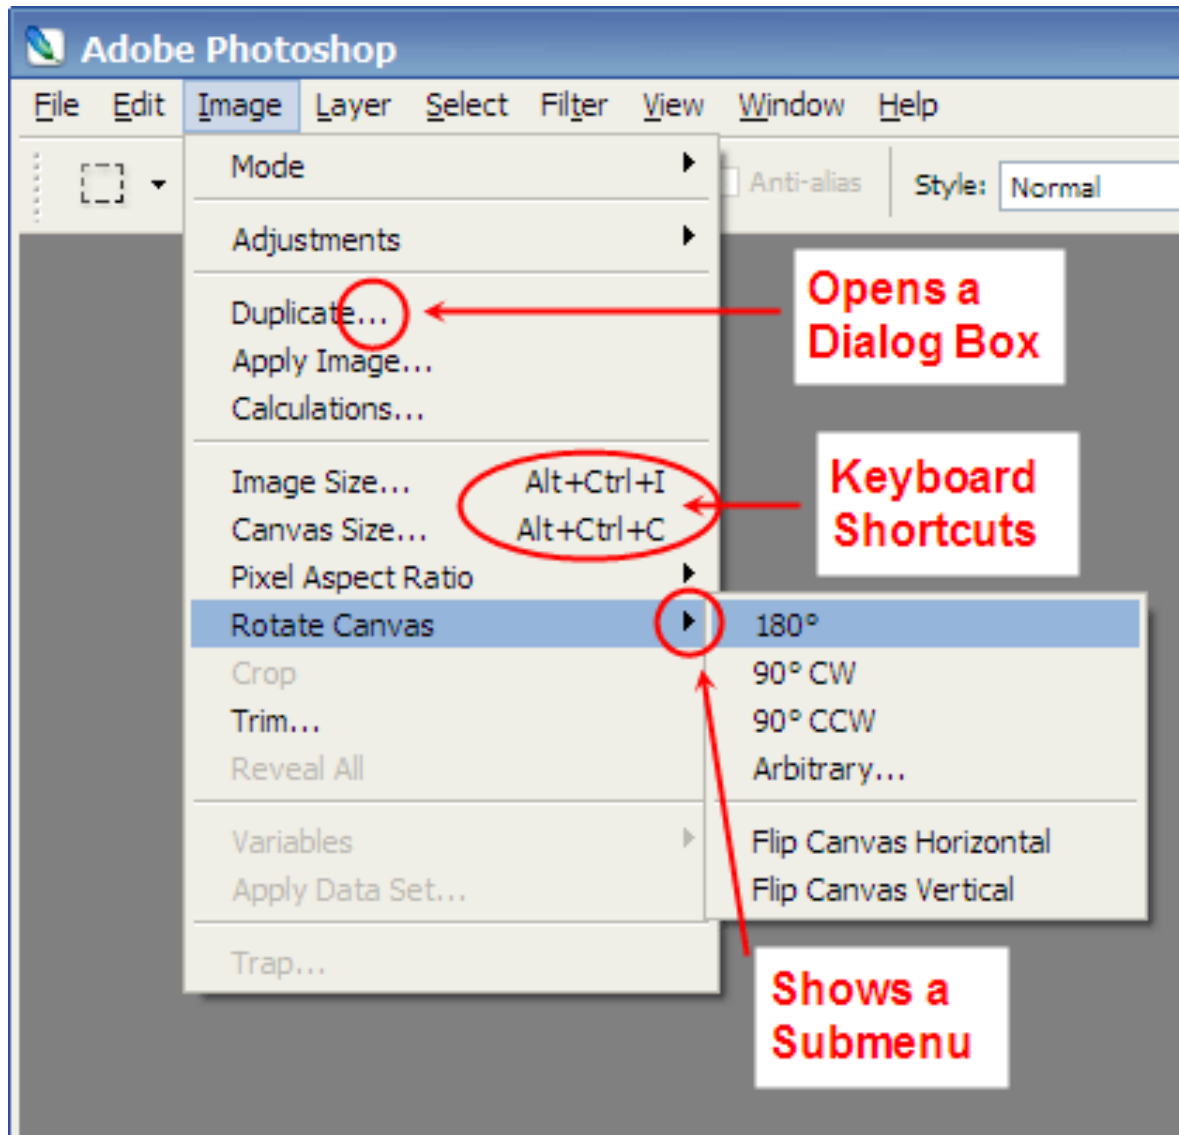 Adobe Photoshop
File Edit Image Layer Select Filter View Window Help
Anti-alias Style: Normal
Mode
Adjustments
Duplicate...
Apply Image...
Calculations...
Image Size... Alt+Ctrl+I
Canvas Size... Alt+Ctrl+C
Pixel Aspect Ratio
Rotate Canvas
Crop
Trim...
Reveal All
Variables
Apply Data Set...
Trap...
180°
90° CW
90° CCW
Arbitrary...
Flip Canvas Horizontal
Flip Canvas Vertical
Opens a
Dialog Box
Keyboard
Shortcuts
Shows a
Submenu